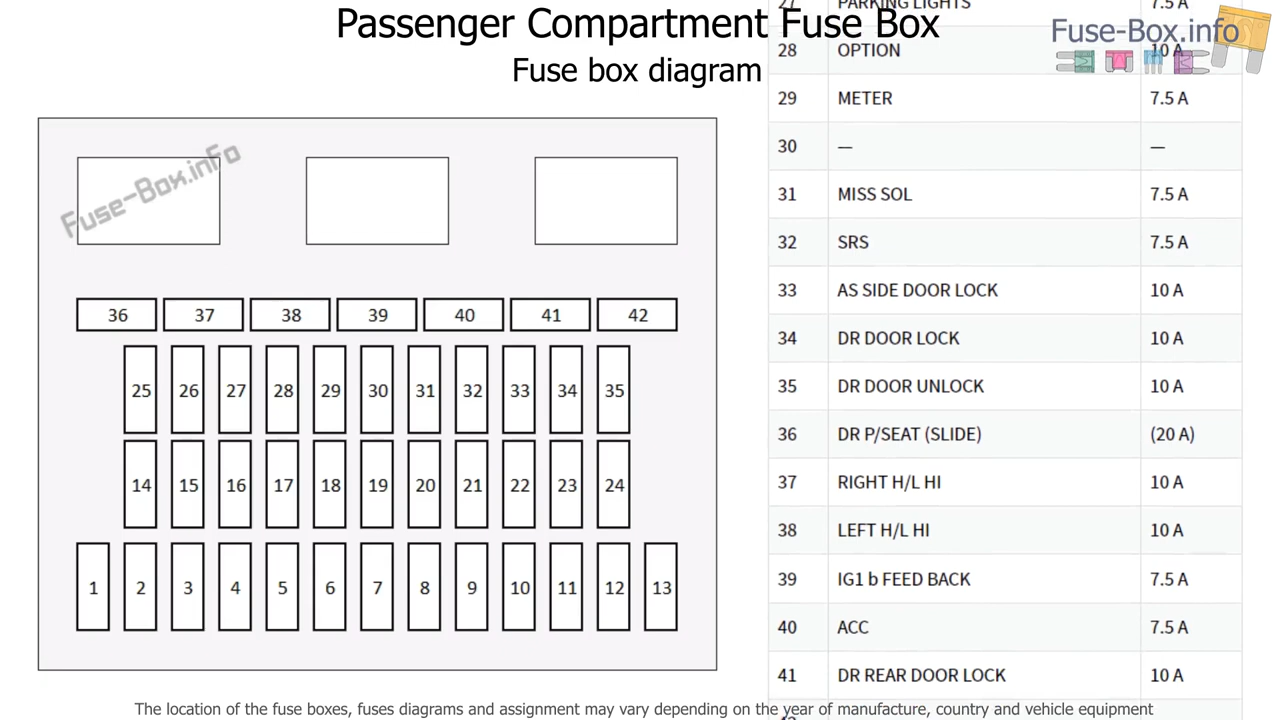 Passenger Compartment Fuse Box
Fuse box diagram
Fuse-Box.info
Fuse-Box.info
36 37 38 39 40 41 42
25 26 27 28 29 30 31 32 33 34 35
14 15 16 17 18 19 20 21 22 23 24
1 2 3 4 5 6 7 8 9 10 11 12 13
27 PARKING LIGHTS 7.5 A
28 OPTION 10 A
29 METER 7.5 A
30 — —
31 MISS SOL 7.5 A
32 SRS 7.5 A
33 AS SIDE DOOR LOCK 10 A
34 DR DOOR LOCK 10 A
35 DR DOOR UNLOCK 10 A
36 DR P/SEAT (SLIDE) (20 A)
37 RIGHT H/L HI 10 A
38 LEFT H/L HI 10 A
39 IG1 b FEED BACK 7.5 A
40 ACC 7.5 A
41 DR REAR DOOR LOCK 10 A
The location of the fuse boxes, fuses diagrams and assignment may vary depending on the year of manufacture, country and vehicle equipment